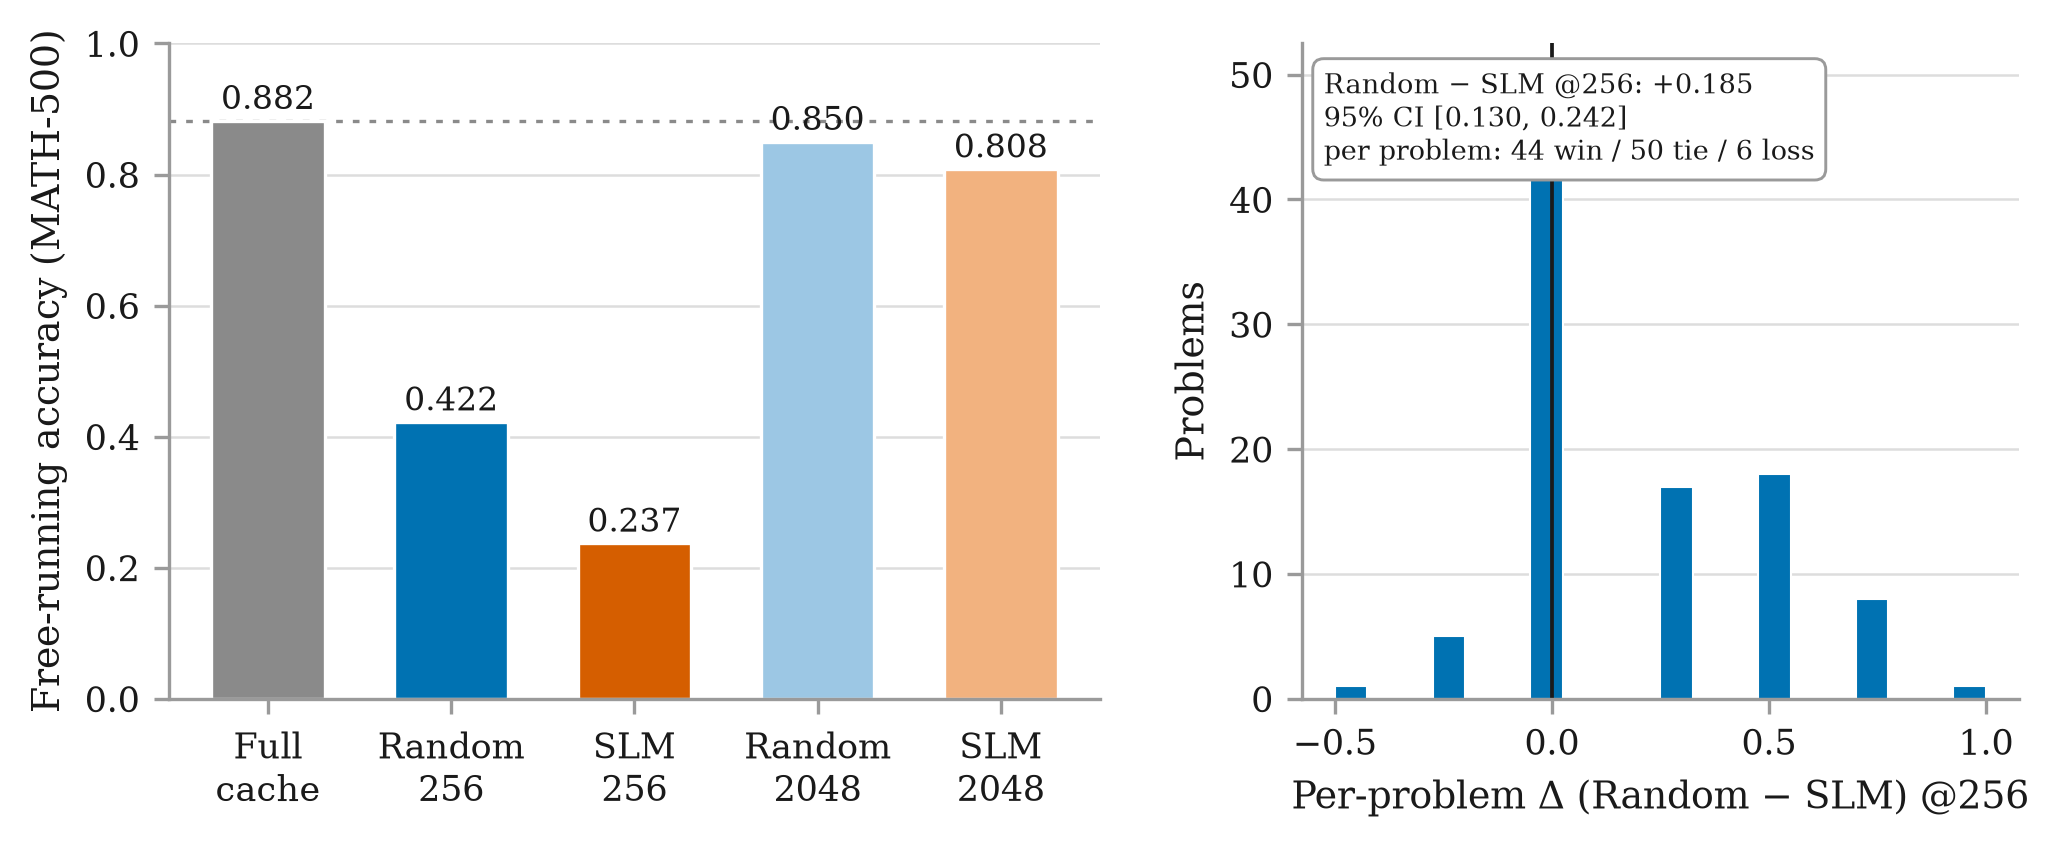 Free-running accuracy (MATH-500)
1.0
0.8
0.6
0.4
0.2
0.0
0.882
0.422
0.237
0.850
0.808
Full
cache
Random
256
SLM
256
Random
2048
SLM
2048
Problems
50
40
30
20
10
0
Random − SLM @256: +0.185
95% CI [0.130, 0.242]
per problem: 44 win / 50 tie / 6 loss
−0.5
0.0
0.5
1.0
Per-problem Δ (Random − SLM) @256